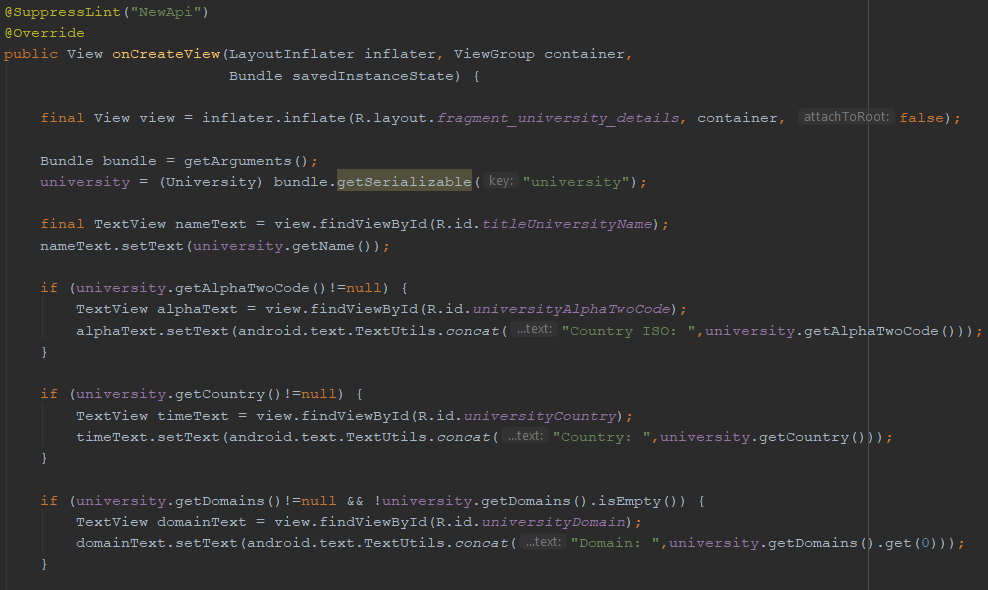 @SuppressLint("NewApi")
@Override
public View onCreateView(LayoutInflater inflater, ViewGroup container,
                         Bundle savedInstanceState) {
    final View view = inflater.inflate(R.layout.fragment_university_details, container, attachToRoot: false);
    Bundle bundle = getArguments();
    university = (University) bundle.getSerializable( key: "university");
    final TextView nameText = view.findViewById(R.id.titleUniversityName);
    nameText.setText(university.getName());
    if (university.getAlphaTwoCode()!=null) {
        TextView alphaText = view.findViewById(R.id.universityAlphaTwoCode);
        alphaText.setText(android.text.TextUtils.concat( ...text: "Country ISO: ",university.getAlphaTwoCode()));
    }
    if (university.getCountry()!=null) {
        TextView timeText = view.findViewById(R.id.universityCountry);
        timeText.setText(android.text.TextUtils.concat( ...text: "Country: ",university.getCountry()));
    }
    if (university.getDomains()!=null && !university.getDomains().isEmpty()) {
        TextView domainText = view.findViewById(R.id.universityDomain);
        domainText.setText(android.text.TextUtils.concat( ...text: "Domain: ",university.getDomains().get(0)));
    }